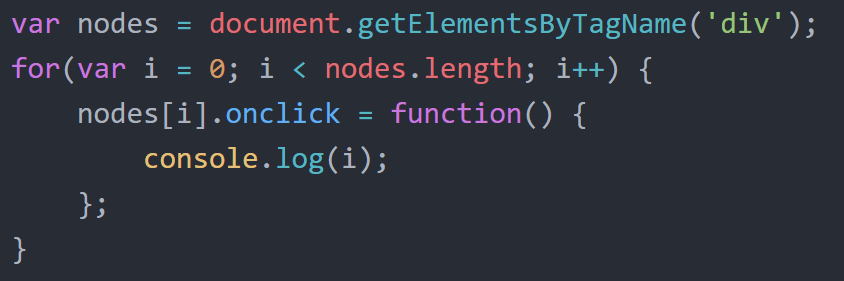 var nodes = document.getElementsByTagName('div');
for(var i = 0; i < nodes.length; i++) {
    nodes[i].onclick = function() {
        console.log(i);
    };
}